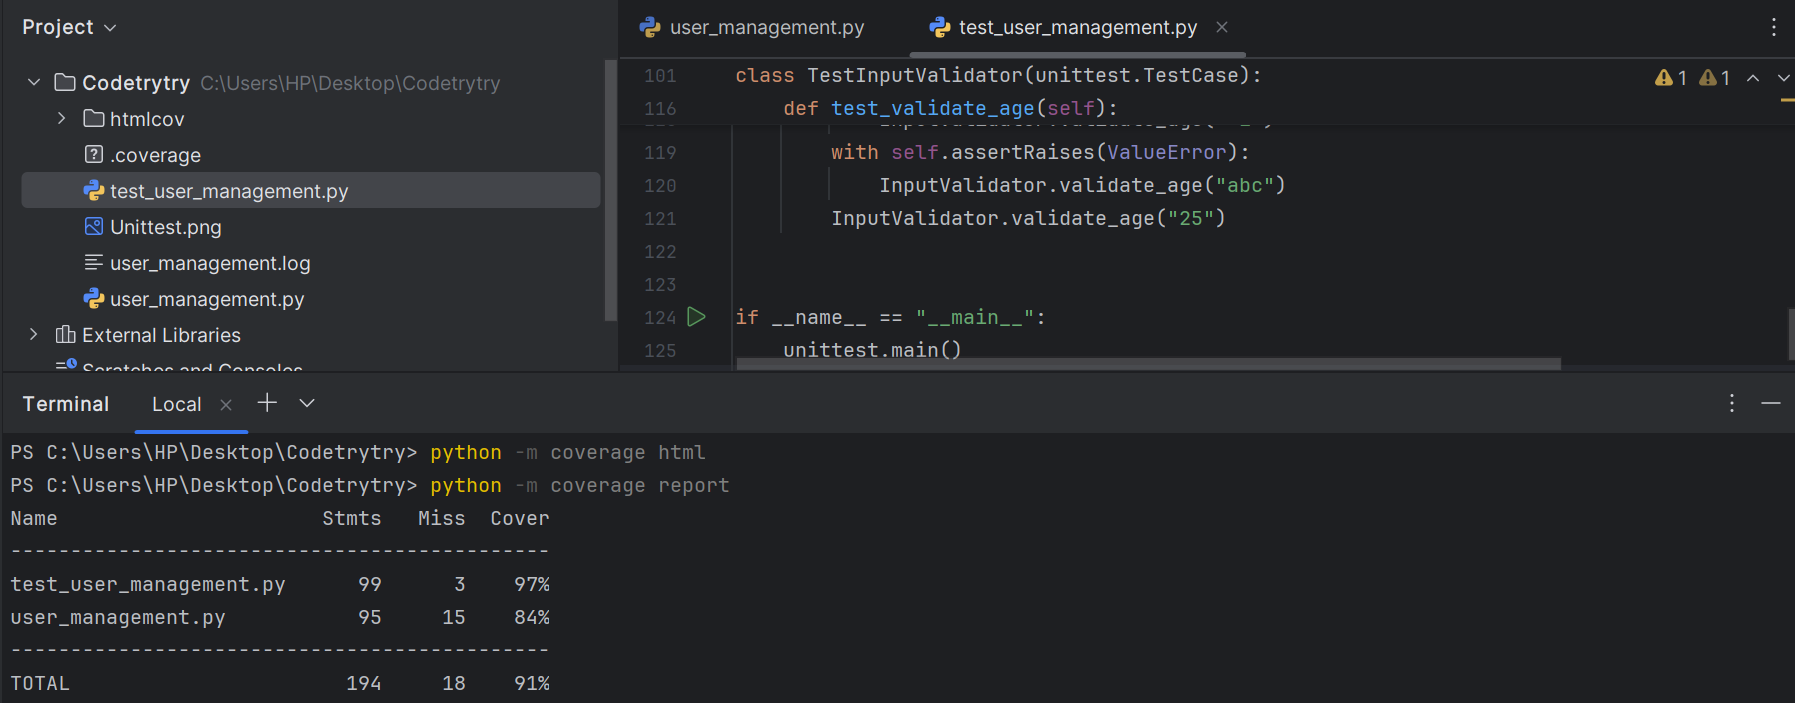 Project
Codetrytry C:\Users\HP\Desktop\Codetrytry
htmlcov
.coverage
test_user_management.py
Unittest.png
user_management.log
user_management.py
External Libraries
Scratches and Consoles
user_management.py test_user_management.py
1 1
101 class TestInputValidator(unittest.TestCase):
116 def test_validate_age(self):
119 with self.assertRaises(ValueError):
120 InputValidator.validate_age("abc")
121 InputValidator.validate_age("25")
122
123
124 if __name__ == "__main__":
125 unittest.main()
Terminal Local
PS C:\Users\HP\Desktop\Codetrytry> python -m coverage html
PS C:\Users\HP\Desktop\Codetrytry> python -m coverage report
Name Stmts Miss Cover
---------------------------------------------
test_user_management.py 99 3 97%
user_management.py 95 15 84%
---------------------------------------------
TOTAL 194 18 91%